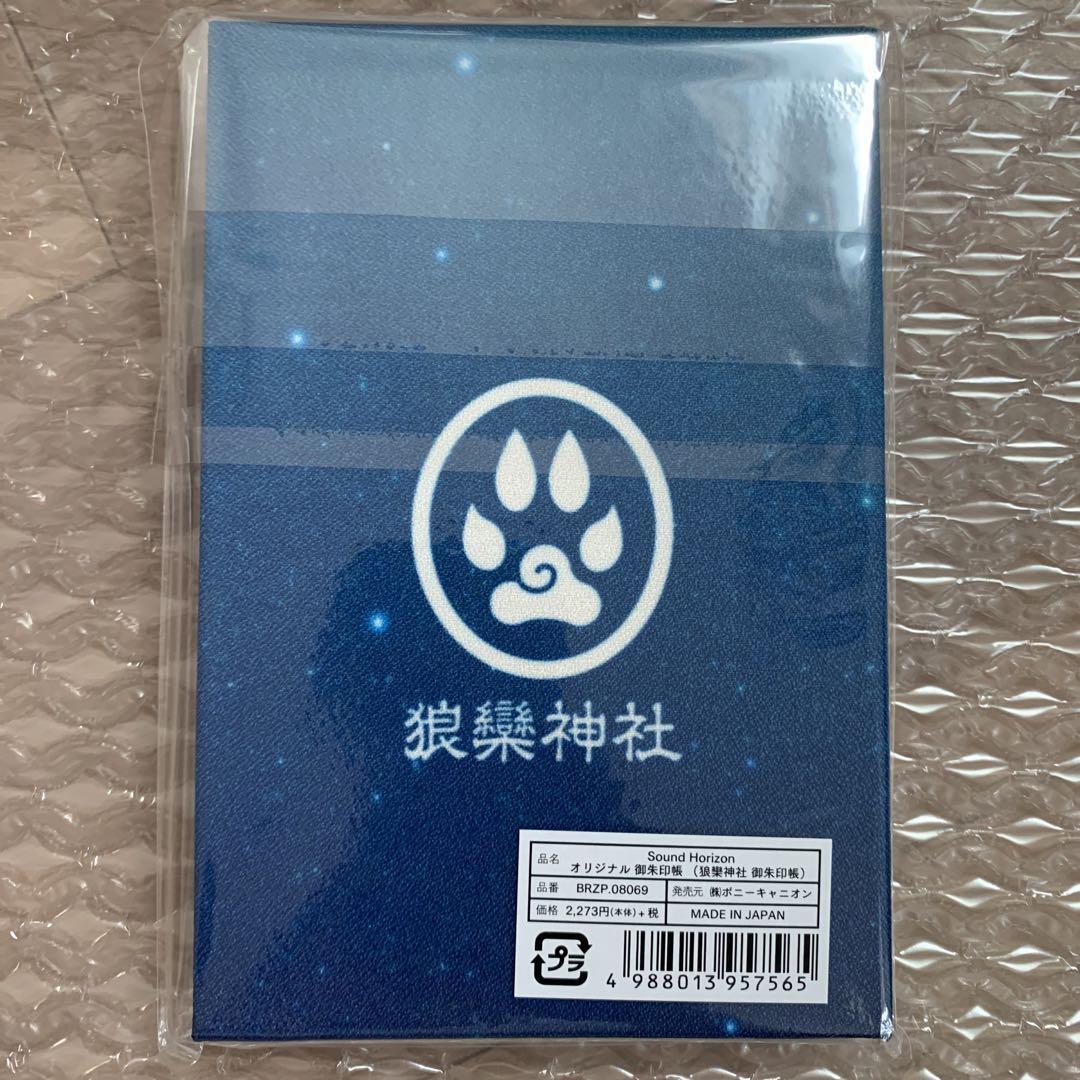 狼欒神社
品名 Sound Horizon
オリジナル 御朱印帳 (狼欒神社 御朱印帳)
品番 BRZP.08069 発売元 ㈱ポニーキャニオン
価格 2,273円(本体)+税 MADE IN JAPAN
プラ
4 988013 957565